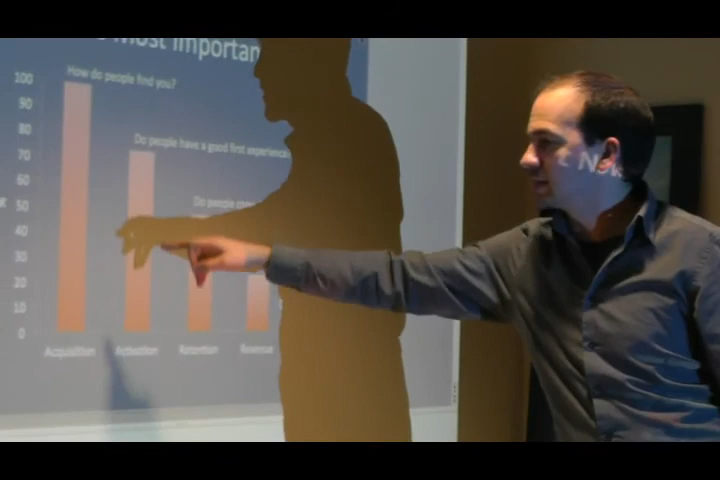 Most Importan
How do people find you?
Do people have a good first experience
Do people com
100
90
80
70
60
50
40
30
20
10
0
Acquisition Activation Retention Revenue